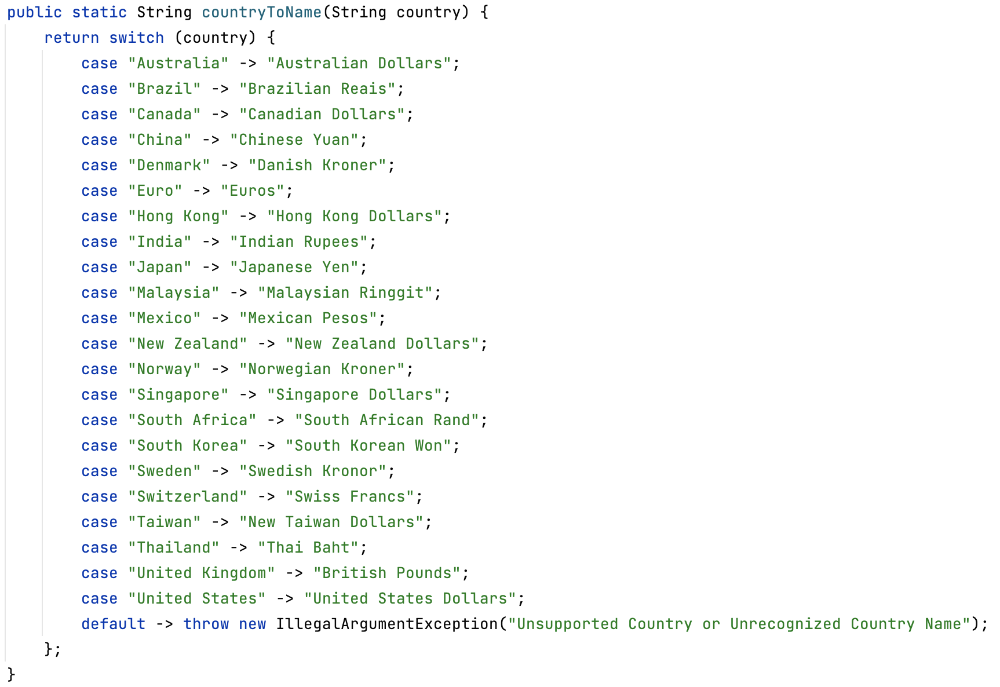 public static String countryToName(String country) {
    return switch (country) {
        case "Australia" -> "Australian Dollars";
        case "Brazil" -> "Brazilian Reais";
        case "Canada" -> "Canadian Dollars";
        case "China" -> "Chinese Yuan";
        case "Denmark" -> "Danish Kroner";
        case "Euro" -> "Euros";
        case "Hong Kong" -> "Hong Kong Dollars";
        case "India" -> "Indian Rupees";
        case "Japan" -> "Japanese Yen";
        case "Malaysia" -> "Malaysian Ringgit";
        case "Mexico" -> "Mexican Pesos";
        case "New Zealand" -> "New Zealand Dollars";
        case "Norway" -> "Norwegian Kroner";
        case "Singapore" -> "Singapore Dollars";
        case "South Africa" -> "South African Rand";
        case "South Korea" -> "South Korean Won";
        case "Sweden" -> "Swedish Kronor";
        case "Switzerland" -> "Swiss Francs";
        case "Taiwan" -> "New Taiwan Dollars";
        case "Thailand" -> "Thai Baht";
        case "United Kingdom" -> "British Pounds";
        case "United States" -> "United States Dollars";
        default -> throw new IllegalArgumentException("Unsupported Country or Unrecognized Country Name");
    };
}